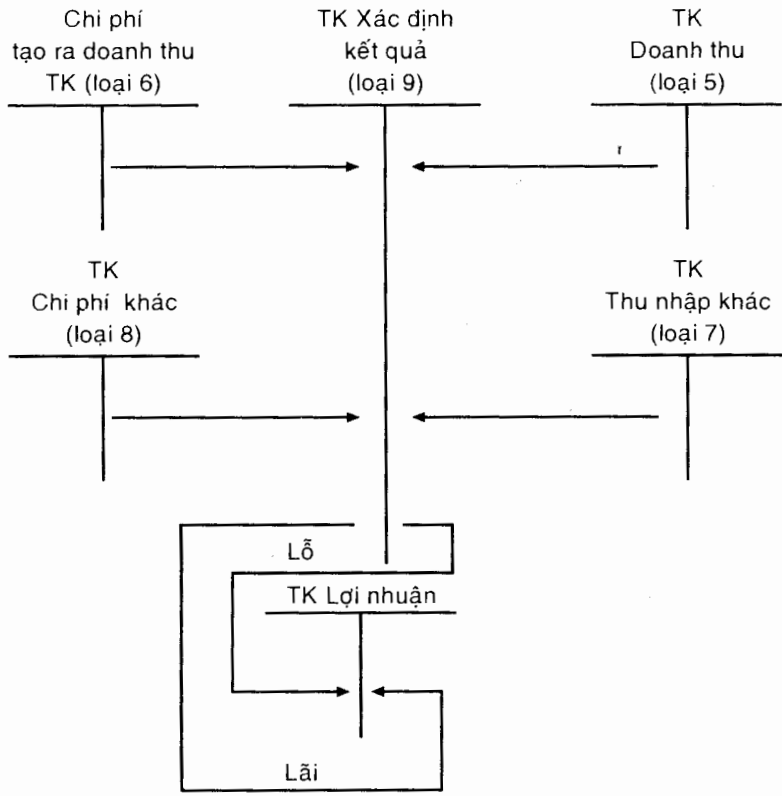 Chi phí
tạo ra doanh thu
TK (loại 6)
TK Xác định
kết quả
(loại 9)
TK
Doanh thu
(loại 5)
TK
Chi phí khác
(loại 8)
TK
Thu nhập khác
(loại 7)
Lỗ
TK Lợi nhuận
Lãi